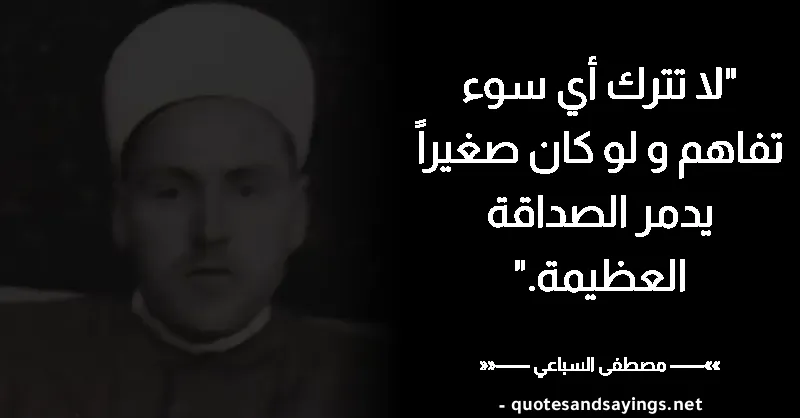 "لا تترك أي سوء
تفاهم و لو كان صغيراً
يدمر الصداقة
العظيمة."
»»—— مصطفى السباعي ——««
- quotesandsayings.net